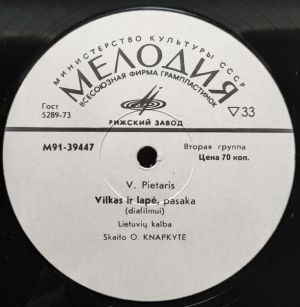 МИНИСТЕРСТВО КУЛЬТУРЫ СССР
МЕЛОДИЯ
ВСЕСОЮЗНАЯ ФИРМА ГРАМПЛАСТИНОК
Гост
5289-73
▽33
РИЖСКИЙ ЗАВОД
М91-39447
Вторая группа
Цена 70 коп.
V. Pietaris
Vilkas ir lapė, pasaka
(diafilmui)
Lietuvių kalba
Skaito O. KNAPKYTĖ